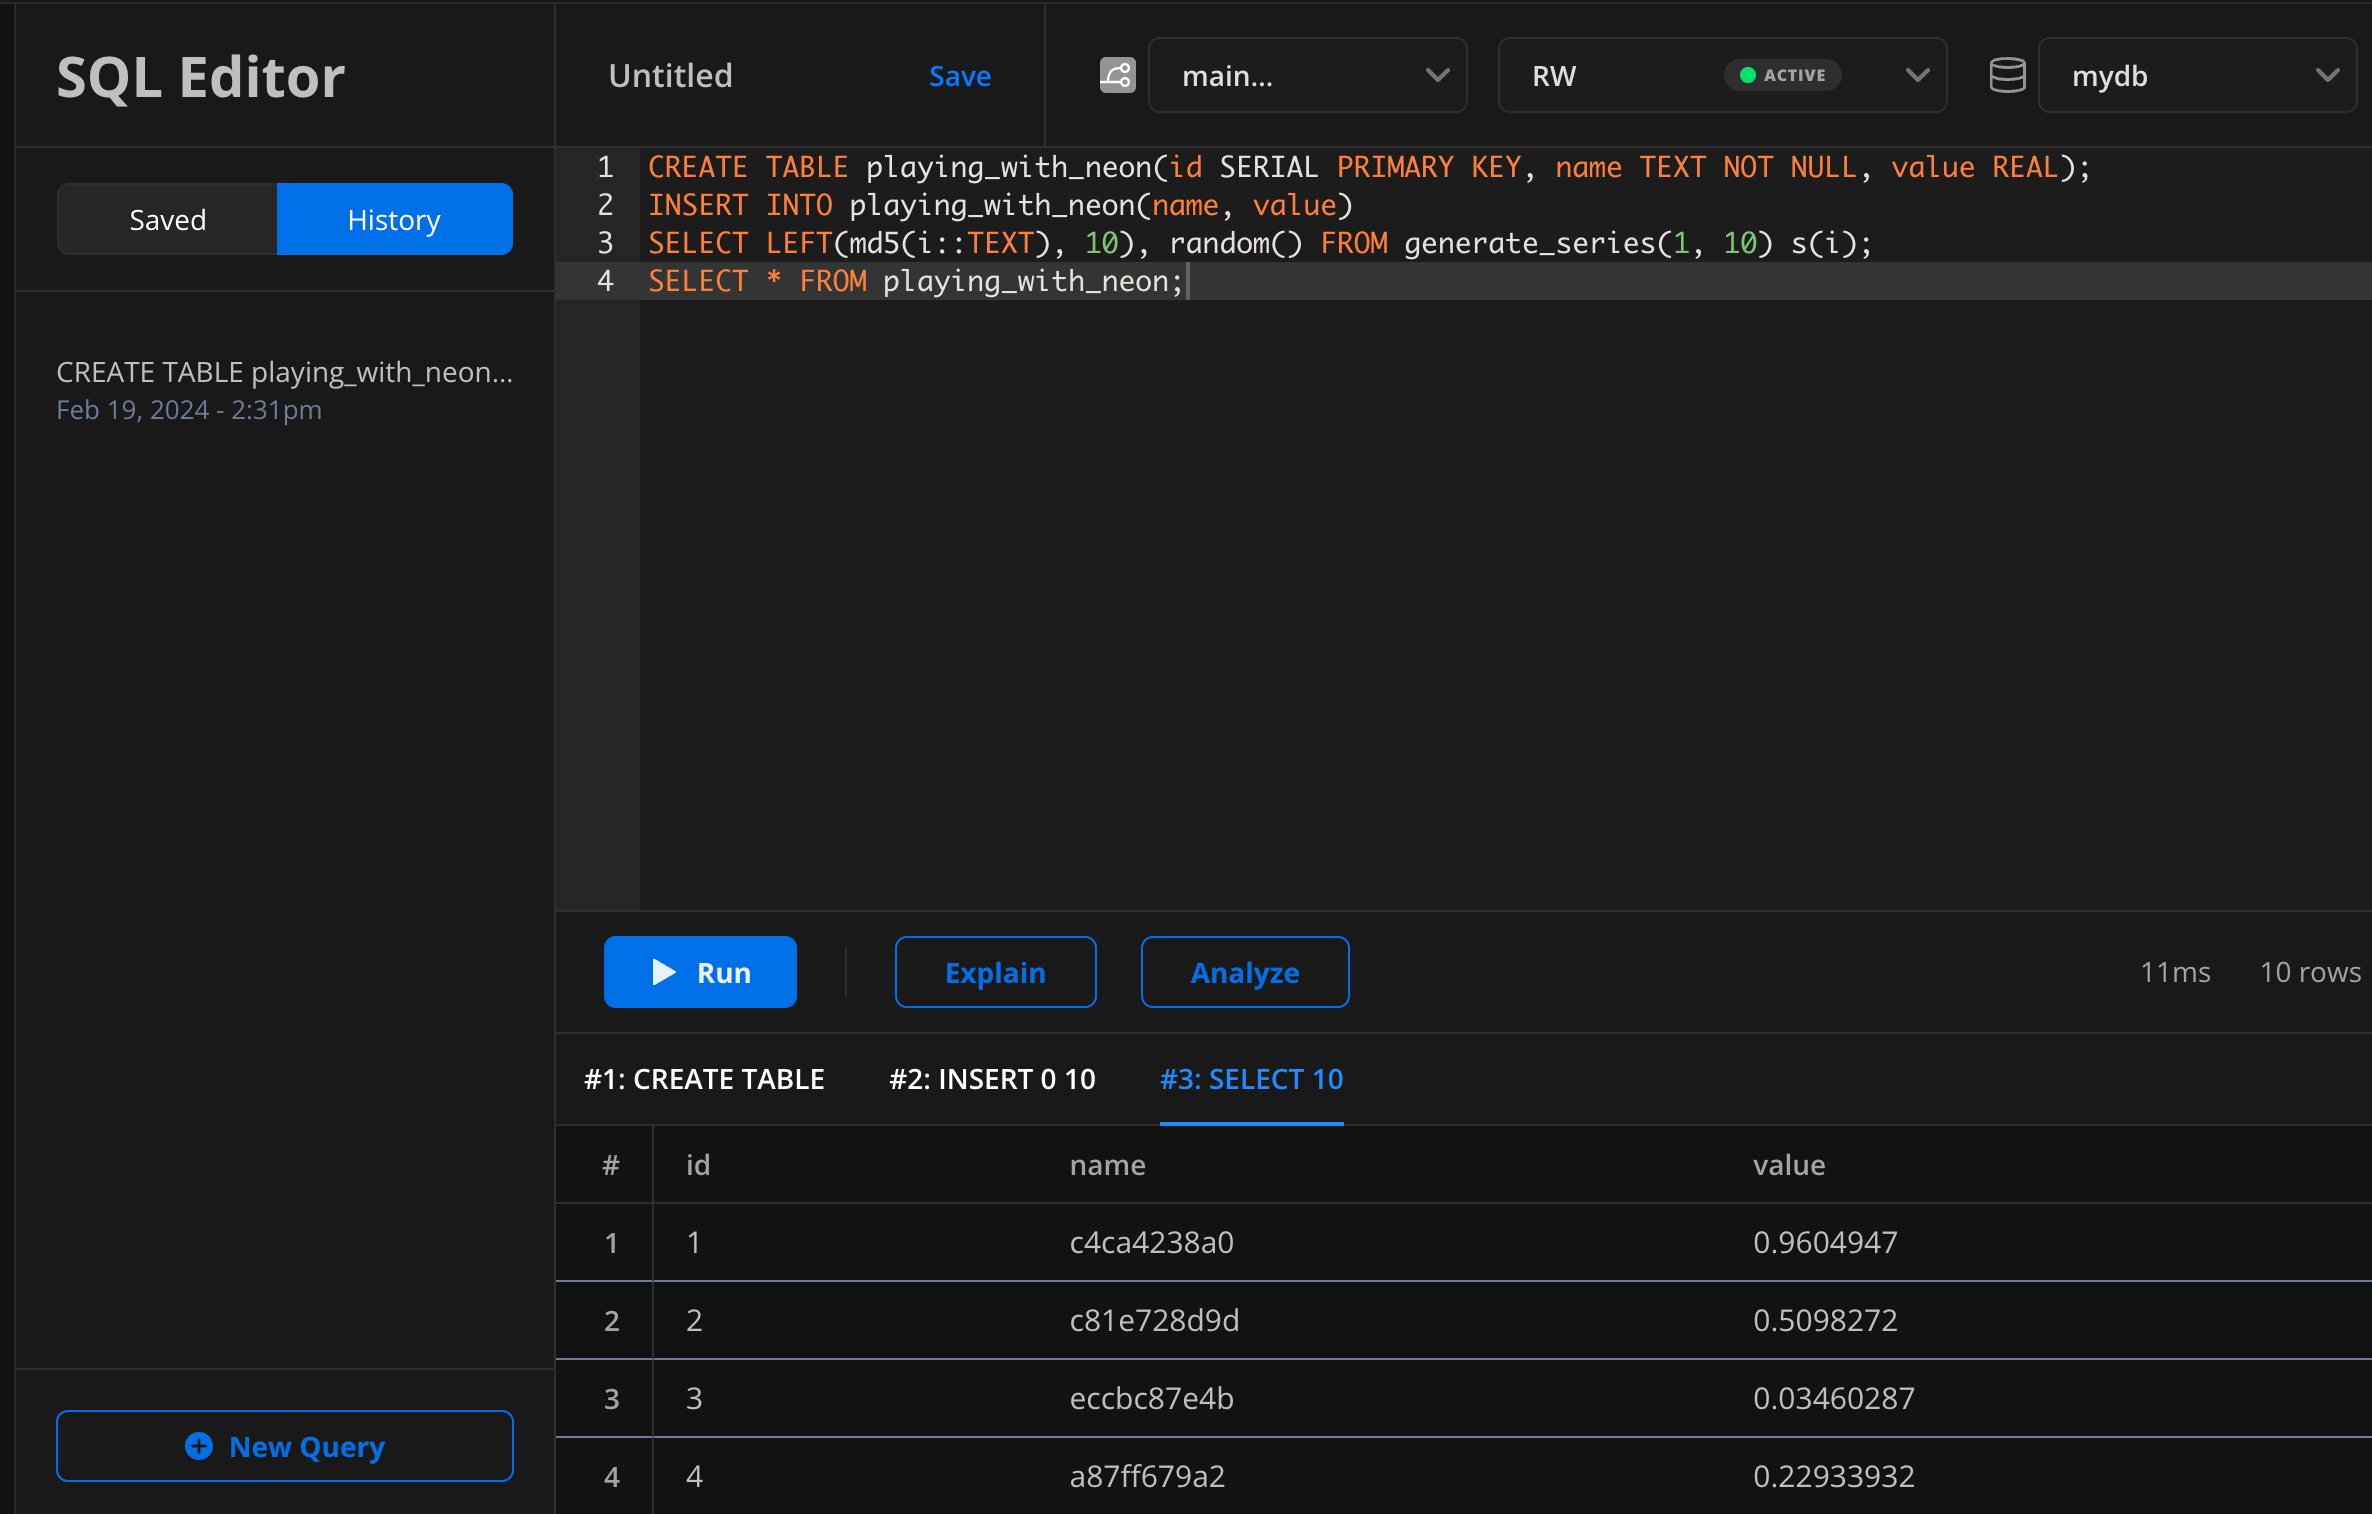 SQL Editor
Untitled Save main... RW ACTIVE mydb
Saved History
CREATE TABLE playing_with_neon...
Feb 19, 2024 - 2:31pm
New Query
1 CREATE TABLE playing_with_neon(id SERIAL PRIMARY KEY, name TEXT NOT NULL, value REAL);
2 INSERT INTO playing_with_neon(name, value)
3 SELECT LEFT(md5(i::TEXT), 10), random() FROM generate_series(1, 10) s(i);
4 SELECT * FROM playing_with_neon;
Run Explain Analyze 11ms 10 rows
#1: CREATE TABLE #2: INSERT 0 10 #3: SELECT 10
# id name value
1 1 c4ca4238a0 0.9604947
2 2 c81e728d9d 0.5098272
3 3 eccbc87e4b 0.03460287
4 4 a87ff679a2 0.22933932